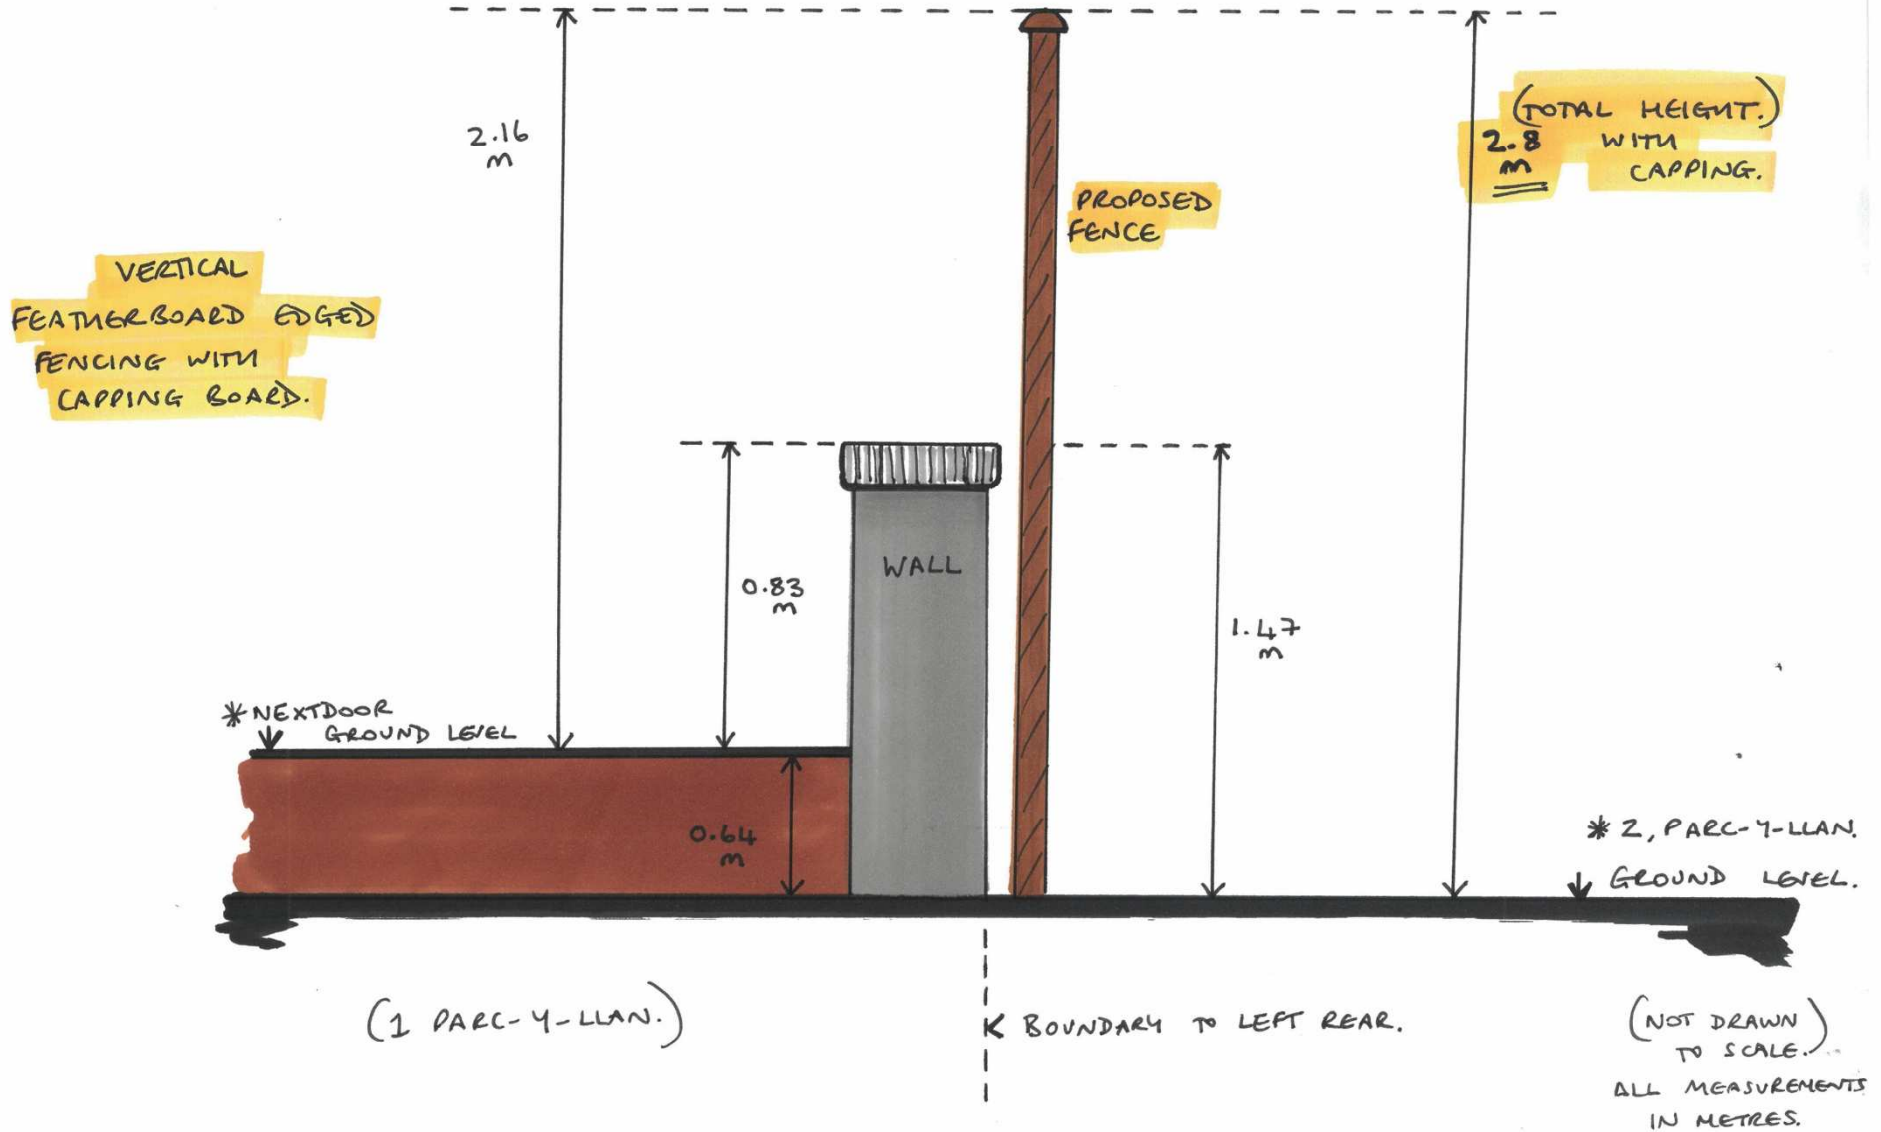 2.16
m
(TOTAL HEIGHT.)
2.8 WITH
m CAPPING.
PROPOSED
FENCE
VERTICAL
FEATHERBOARD EDGED
FENCING WITH
CAPPING BOARD.
WALL
0.83
m
1.47
m
*NEXTDOOR
GROUND LEVEL
0.64
m
* 2, PARC-Y-LLAN.
GROUND LEVEL.
(1 PARC-Y-LLAN.)
BOUNDARY TO LEFT REAR.
(NOT DRAWN
TO SCALE.)
ALL MEASUREMENTS
IN METRES.